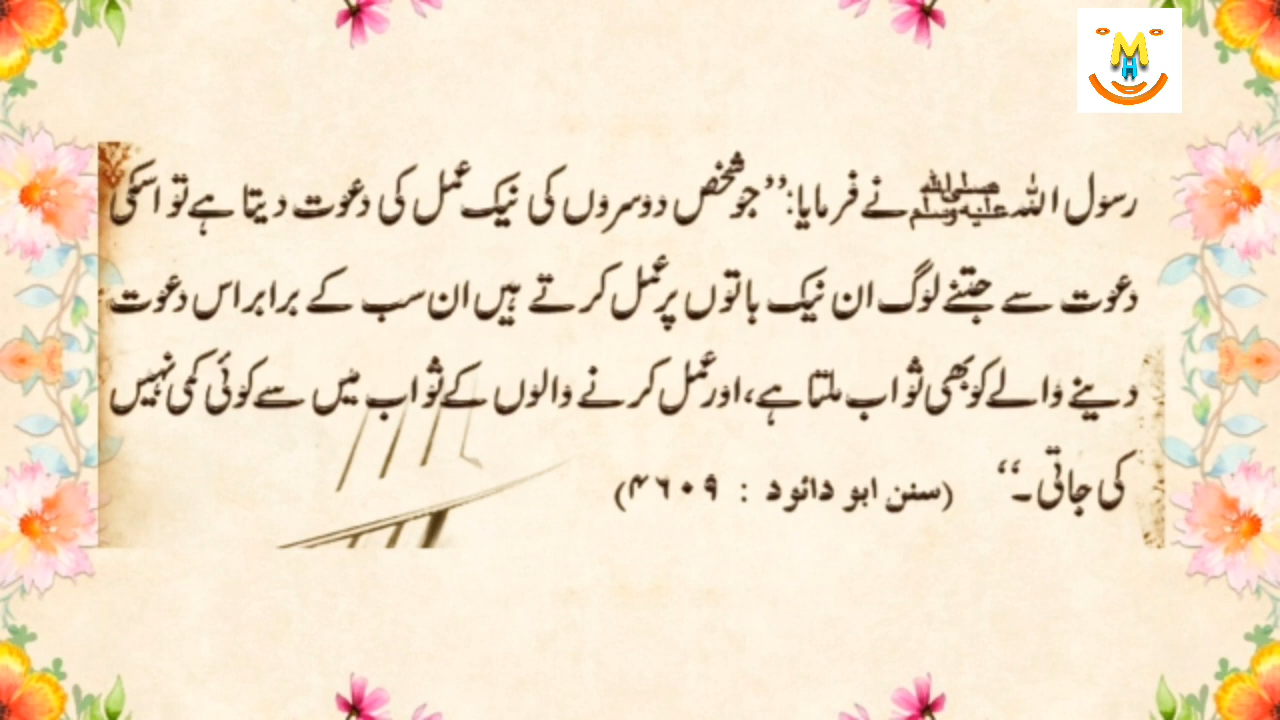 MH
رسول اللہ ﷺ نے فرمایا: ’’جو شخص دوسروں کی نیک عمل کی دعوت دیتا ہے تو اسکی
دعوت سے جتنے لوگ ان نیک باتوں پر عمل کرتے ہیں ان سب کے برابر اس دعوت
دینے والے کو بھی ثواب ملتا ہے، اور عمل کرنے والوں کے ثواب میں سے کوئی کمی نہیں
کی جاتی۔‘‘ (سنن ابو دائود : ۴۶۰۹)